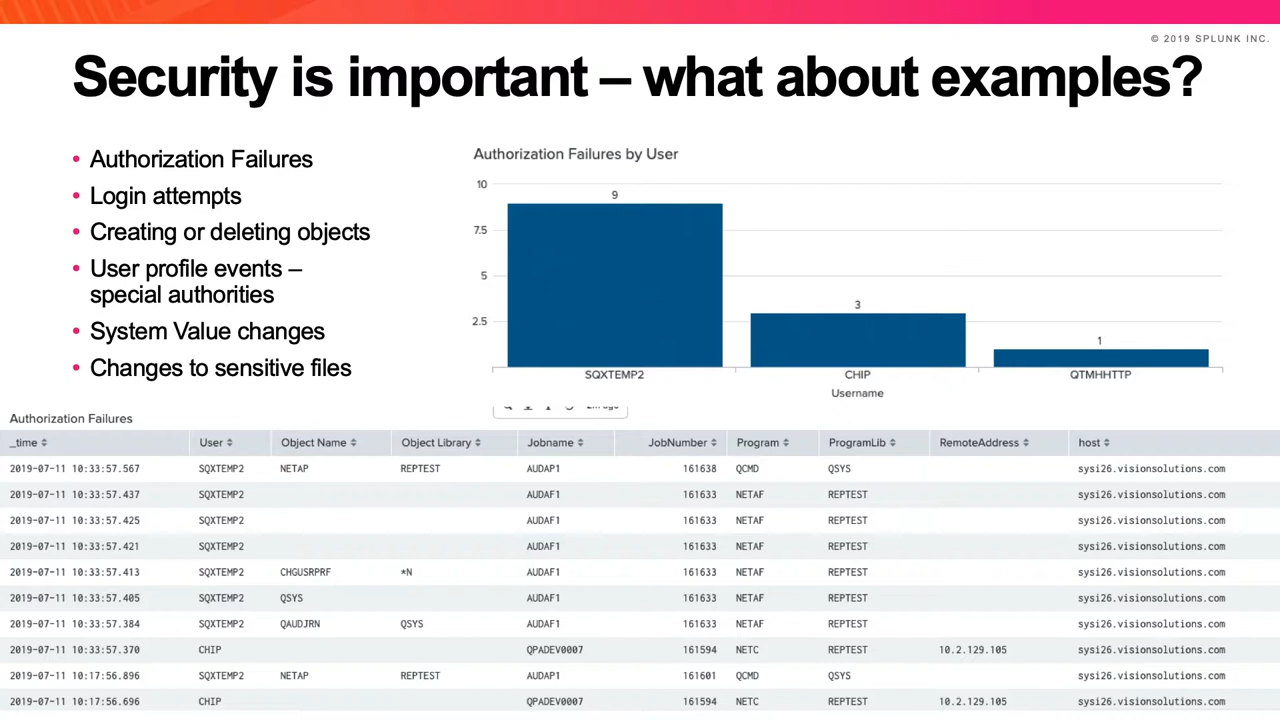 © 2019 SPLUNK INC.
Security is important – what about examples?
• Authorization Failures
• Login attempts
• Creating or deleting objects
• User profile events –
special authorities
• System Value changes
• Changes to sensitive files
Authorization Failures by User
10
7.5
5
2.5
9
3
1
SQXTEMP2 CHIP QTMHHTTP
Username
Authorization Failures
_time User Object Name Object Library Jobname JobNumber Program ProgramLib RemoteAddress host
2019-07-11 10:33:57.567 SQXTEMP2 NETAP REPTEST AUDAP1 161638 QCMD QSYS sysi26.visionsolutions.com
2019-07-11 10:33:57.437 SQXTEMP2 AUDAF1 161633 NETAF REPTEST sysi26.visionsolutions.com
2019-07-11 10:33:57.425 SQXTEMP2 AUDAF1 161633 NETAF REPTEST sysi26.visionsolutions.com
2019-07-11 10:33:57.421 SQXTEMP2 AUDAF1 161633 NETAF REPTEST sysi26.visionsolutions.com
2019-07-11 10:33:57.413 SQXTEMP2 CHGUSRPRF *N AUDAF1 161633 NETAF REPTEST sysi26.visionsolutions.com
2019-07-11 10:33:57.405 SQXTEMP2 QSYS AUDAF1 161633 NETAF REPTEST sysi26.visionsolutions.com
2019-07-11 10:33:57.384 SQXTEMP2 QAUDJRN QSYS AUDAF1 161633 NETAF REPTEST sysi26.visionsolutions.com
2019-07-11 10:33:57.370 CHIP QPADEV0007 161594 NETC REPTEST 10.2.129.105 sysi26.visionsolutions.com
2019-07-11 10:17:56.896 SQXTEMP2 NETAP REPTEST AUDAP1 161601 QCMD QSYS sysi26.visionsolutions.com
2019-07-11 10:17:56.696 CHIP QPADEV0007 161594 NETC REPTEST 10.2.129.105 sysi26.visionsolutions.com